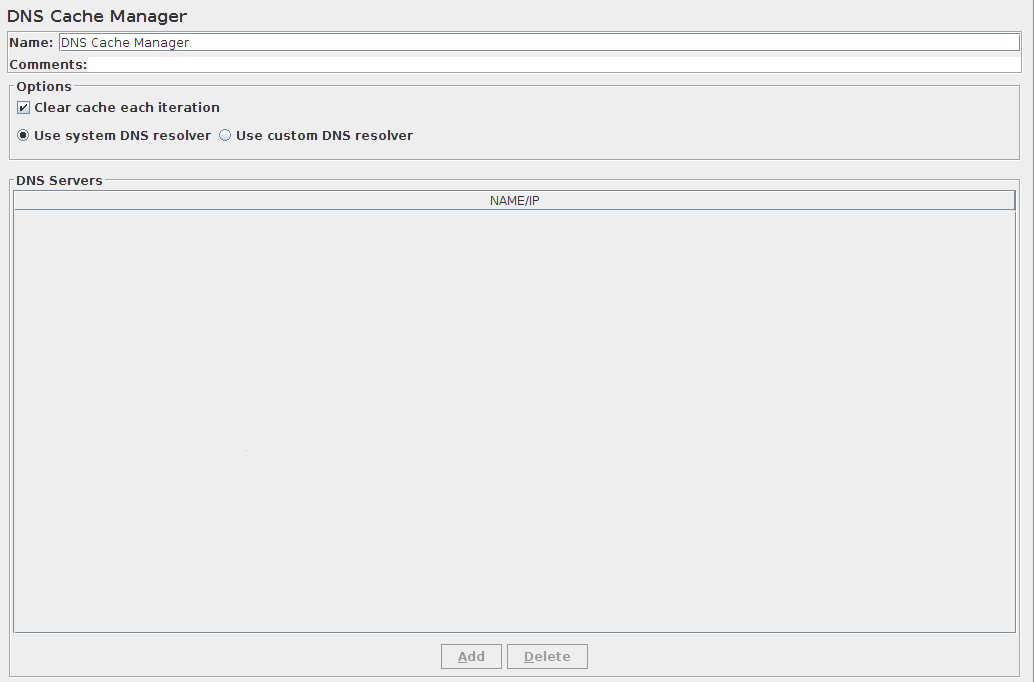 DNS Cache Manager
Name: DNS Cache Manager
Comments:
Options
Clear cache each iteration
Use system DNS resolver Use custom DNS resolver
DNS Servers
NAME/IP
Add Delete